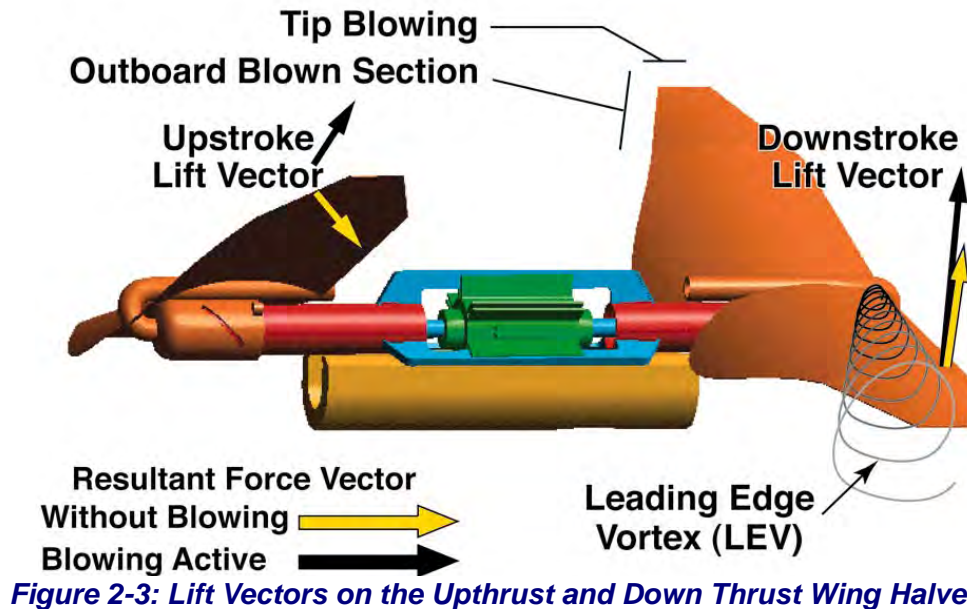 Tip Blowing
Outboard Blown Section
Upstroke
Lift Vector
Downstroke
Lift Vector
Resultant Force Vector
Without Blowing
Blowing Active
Leading Edge
Vortex (LEV)
Figure 2-3: Lift Vectors on the Upthrust and Down Thrust Wing Halve